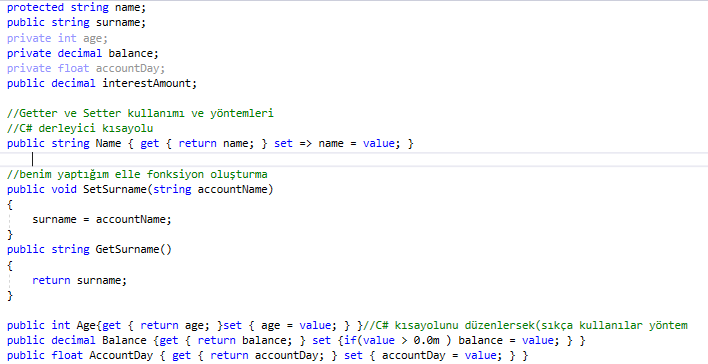 protected string name;
public string surname;
private int age;
private decimal balance;
private float accountDay;
public decimal interestAmount;
//Getter ve Setter kullanımı ve yöntemleri
//C# derleyici kısayolu
public string Name { get { return name; } set => name = value; }
//benim yaptığım elle fonksiyon oluşturma
public void SetSurname(string accountName)
{
surname = accountName;
}
public string GetSurname()
{
return surname;
}
public int Age{get { return age; }set { age = value; } }//C# kısayolunu düzenlersek(sıkça kullanılar yöntem
public decimal Balance {get { return balance; } set {if(value > 0.0m ) balance = value; } }
public float AccountDay { get { return accountDay; } set { accountDay = value; } }